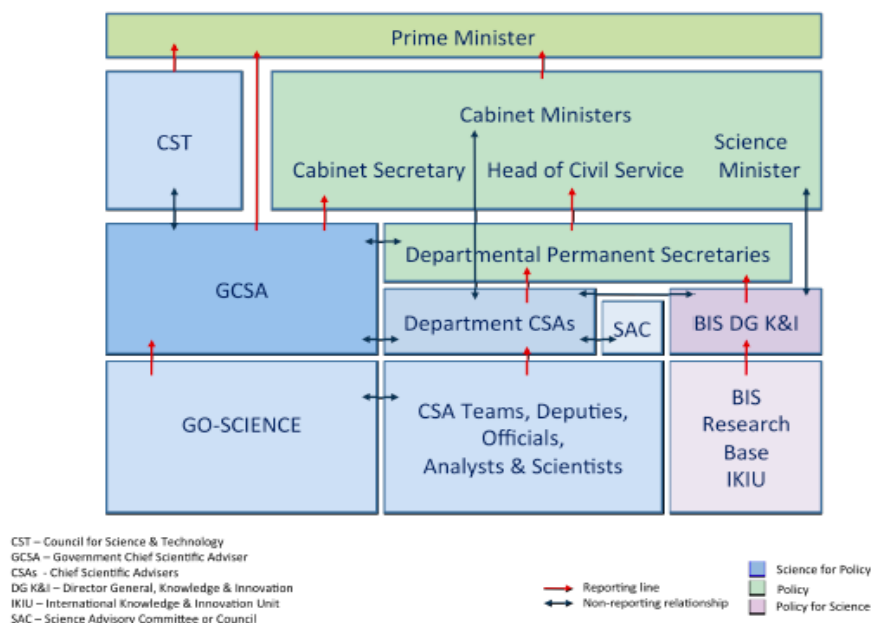 Prime Minister
CST
Cabinet Ministers
Science
Minister
Cabinet Secretary
Head of Civil Service
GCSA
Departmental Permanent Secretaries
Department CSAs
SAC
BIS DG K&I
GO-SCIENCE
CSA Teams, Deputies,
Officials,
Analysts & Scientists
BIS
Research
Base
IKIU
CST – Council for Science & Technology
GCSA – Government Chief Scientific Adviser
CSAs - Chief Scientific Advisers
DG K&I – Director General, Knowledge & Innovation
IKIU – International Knowledge & Innovation Unit
SAC – Science Advisory Committee or Council
Reporting line
Non-reporting relationship
Science for Policy
Policy
Policy for Science